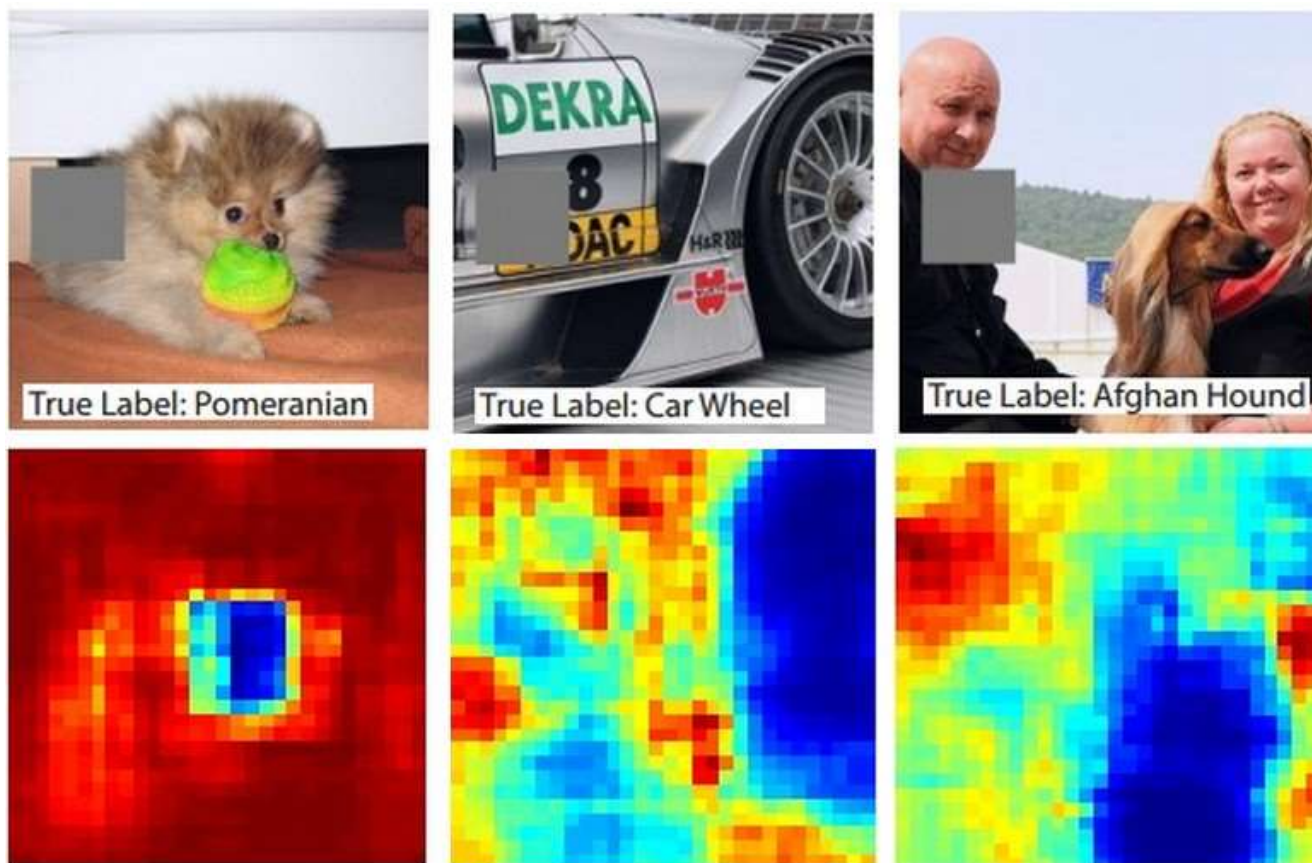 True Label: Pomeranian
DEKRA
8
DAC
H&R
True Label: Car Wheel
True Label: Afghan Hound